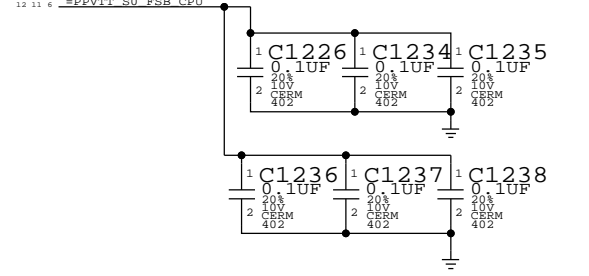 12 11 6 =PPVTT_S0_FSB_CPU
1 C1226 1 C1234 1 C1235
0.1UF 0.1UF 0.1UF
20% 20% 20%
2 10V 2 10V 2 10V
CERM CERM CERM
402 402 402
1 C1236 1 C1237 1 C1238
0.1UF 0.1UF 0.1UF
20% 20% 20%
2 10V 2 10V 2 10V
CERM CERM CERM
402 402 402